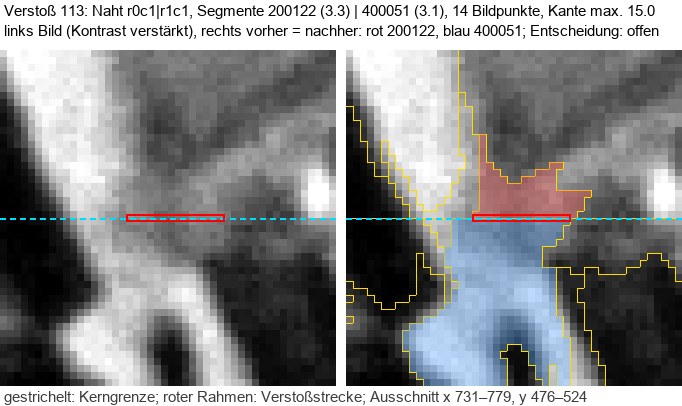 Verstoß 113: Naht r0c1|r1c1, Segmente 200122 (3.3) | 400051 (3.1), 14 Bildpunkte, Kante max. 15.0
links Bild (Kontrast verstärkt), rechts vorher = nachher: rot 200122, blau 400051; Entscheidung: offen
gestrichelt: Kerngrenze; roter Rahmen: Verstoßstrecke; Ausschnitt x 731–779, y 476–524